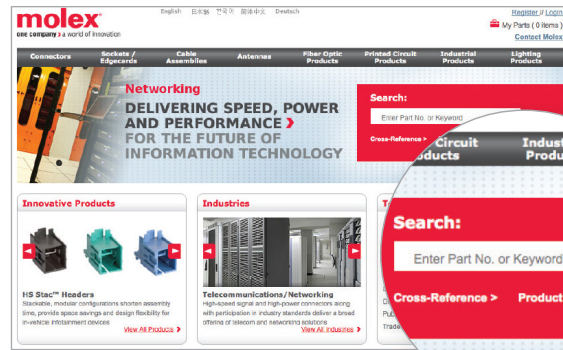 molex
one company > a world of innovation
English 日本語 한국어 简体中文 Deutsch
Register // Login
My Parts ( 0 items )
Contact Molex
Connectors
Sockets /
Edgecards
Cable
Assemblies
Antennas
Fiber Optic
Products
Printed Circuit
Products
Industrial
Products
Lighting
Products
Networking
DELIVERING SPEED, POWER
AND PERFORMANCE
FOR THE FUTURE OF
INFORMATION TECHNOLOGY
Search:
Enter Part No. or Keyword
Cross-Reference >
Circuit
Innovative Products
HS Stac™ Headers
Stackable, modular configurations shorten assembly
time, provide space savings and design flexibility for
in-vehicle infotainment devices
View All Products
Industries
Telecommunications/Networking
High-speed signal and high-power connectors along
with participation in industry standards deliver a broad
offering of telecom and networking solutions
View All Industries
Trade
Search:
Enter Part No. or Keyword
Cross-Reference > Product